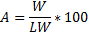 A = W/LW * 100